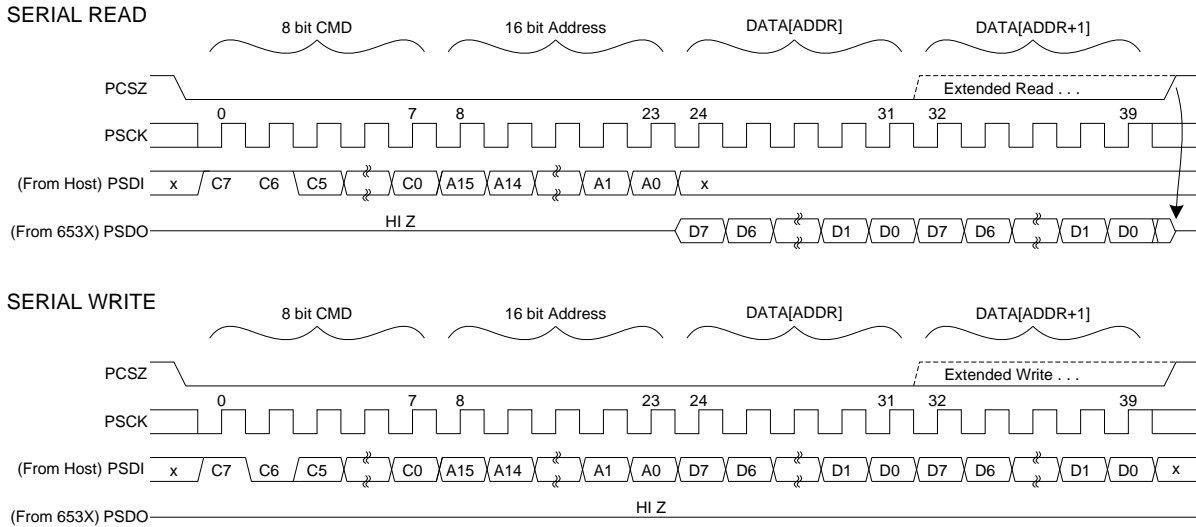 SERIAL READ
8 bit CMD 16 bit Address DATA[ADDR] DATA[ADDR+1]
PCSZ Extended Read . . .
0 7 8 23 24 31 32 39
PSCK
(From Host) PSDI x C7 C6 C5 C0 A15 A14 A1 A0 x
HI Z
(From 653X) PSDO D7 D6 D1 D0 D7 D6 D1 D0
SERIAL WRITE
8 bit CMD 16 bit Address DATA[ADDR] DATA[ADDR+1]
PCSZ Extended Write . . .
0 7 8 23 24 31 32 39
PSCK
(From Host) PSDI x C7 C6 C5 C0 A15 A14 A1 A0 D7 D6 D1 D0 D7 D6 D1 D0 x
HI Z
(From 653X) PSDO